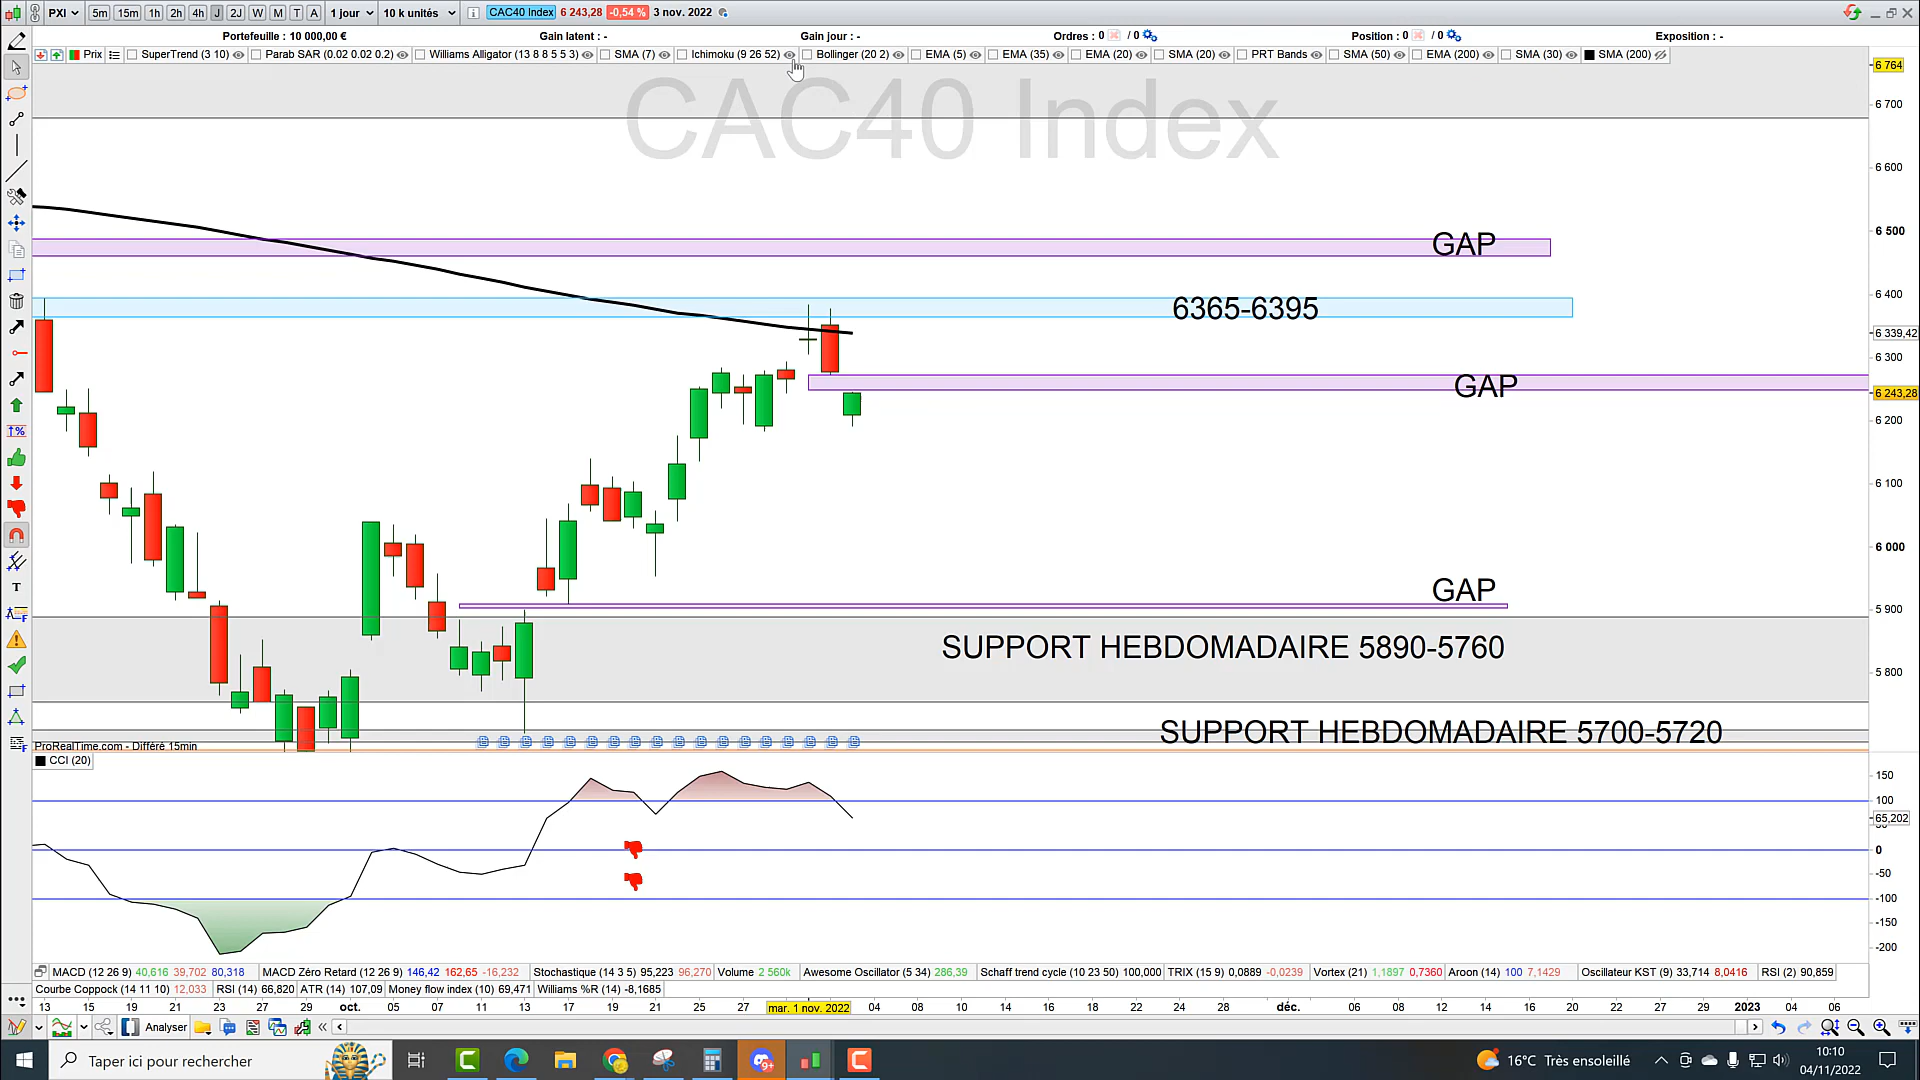 PXI 5m 15m 1h 2h 4h J 2J W M T A 1 jour 10 k unités CAC40 Index 6 243,28 -0,54 % 3 nov. 2022
Portefeuille : 10 000,00 € Gain latent : - Gain jour : - Ordres : 0 / 0 Position : 0 / 0 Exposition : -
Prix SuperTrend (3 10) Parab SAR (0.02 0.02 0.2) Williams Alligator (13 8 8 5 5 3) SMA (7) Ichimoku (9 26 52) Bollinger (20 2) EMA (5) EMA (35) EMA (20) SMA (20) PRT Bands SMA (50) EMA (200) SMA (30) SMA (200)
6 764
CAC40 Index
6 700
6 600
6 500
GAP
6 400
6365-6395
6 339,42
6 300
GAP
6 243,28
6 200
6 100
6 000
GAP
5 900
SUPPORT HEBDOMADAIRE 5890-5760
5 800
SUPPORT HEBDOMADAIRE 5700-5720
ProRealTime.com - Différé 15min
CCI (20)
150
100
65,202
0
-50
-100
-150
-200
MACD (12 26 9) 40,616 39,702 80,318 MACD Zéro Retard (12 26 9) 146,42 162,65 -16,232 Stochastique (14 3 5) 95,223 96,270 Volume 2 560k Awesome Oscillator (5 34) 286,39 Schaff trend cycle (10 23 50) 100,000 TRIX (15 9) 0,0889 -0,0239 Vortex (21) 1,1897 0,7360 Aroon (14) 100 7,1429 Oscillateur KST (9) 33,714 8,0416 RSI (2) 90,859
Courbe Coppock (14 11 10) 12,033 RSI (14) 66,820 ATR (14) 107,09 Money flow index (10) 69,471 Williams %R (14) -8,1685
13 15 19 21 23 27 29 oct. 05 07 11 13 17 19 21 25 27 mar. 1 nov. 2022 04 08 10 14 16 18 22 24 28 déc. 06 08 12 14 16 20 22 27 29 2023 04 06
Analyser
Taper ici pour rechercher
9+
16°C Très ensoleillé
10:10
04/11/2022